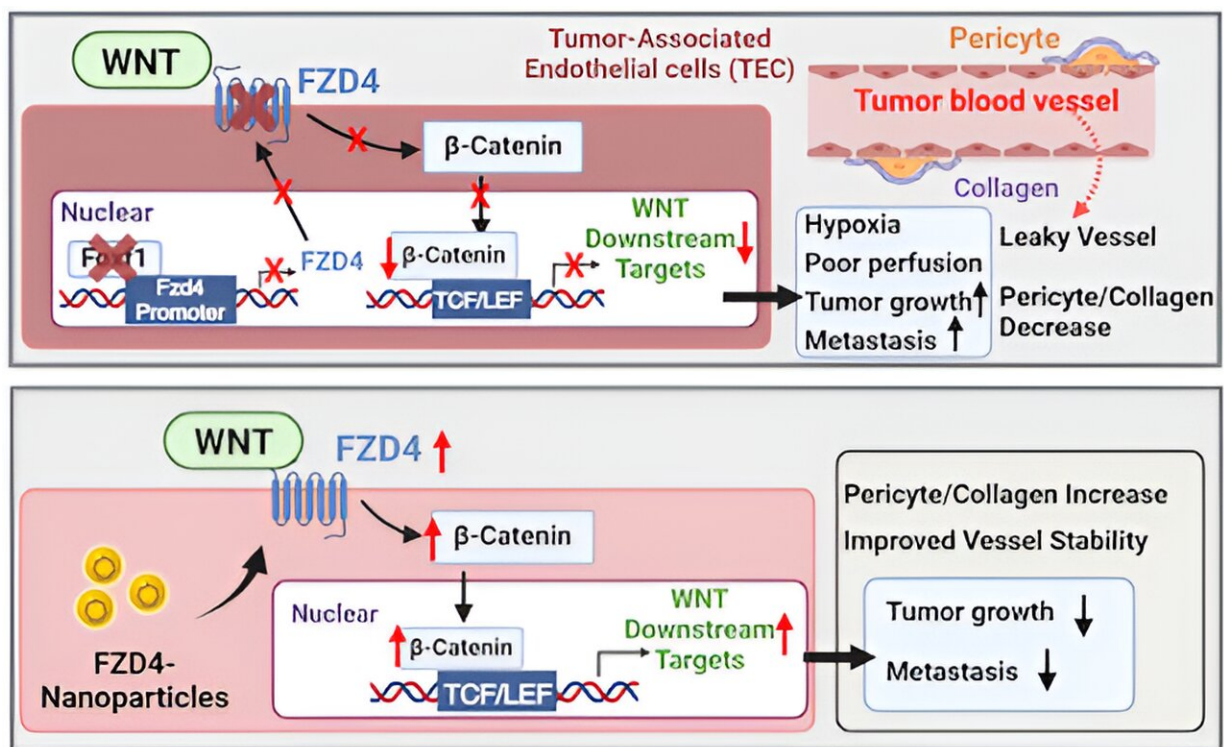 WNT
FZD4
Tumor-Associated
Endothelial cells (TEC)
Pericyte
Tumor blood vessel
β-Catenin
Collagen
Nuclear
FZD4
Fzd4
Promoter
β-Catenin
TCF/LEF
WNT
Downstream
Targets
Hypoxia
Poor perfusion
Tumor growth
Metastasis
Leaky Vessel
Pericyte/Collagen
Decrease
WNT
FZD4
β-Catenin
FZD4-
Nanoparticles
Nuclear
β-Catenin
TCF/LEF
WNT
Downstream
Targets
Pericyte/Collagen Increase
Improved Vessel Stability
Tumor growth
Metastasis